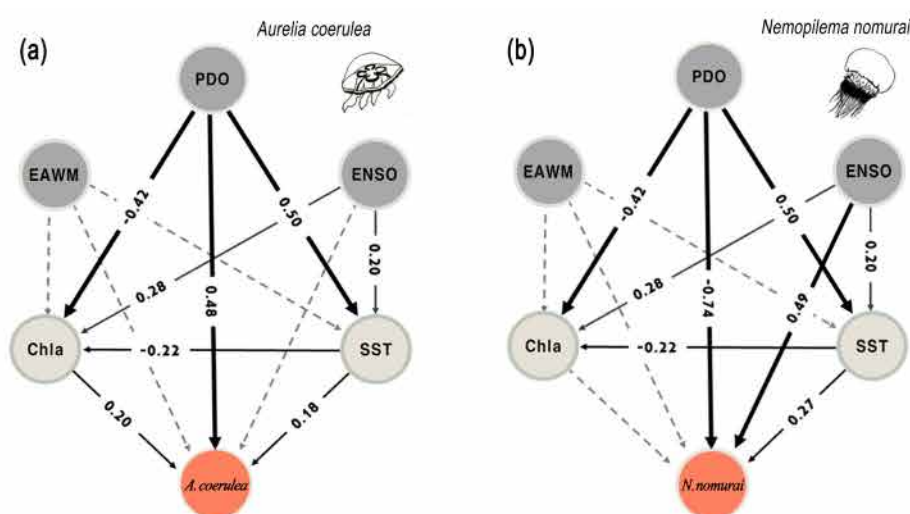 (a)
Aurelia coerulea
PDO
EAWM
ENSO
-0.42
0.50
0.20
0.28
0.48
Chla
-0.22
SST
0.20
0.18
A. coerulea
(b)
Nemopilema nomurai
PDO
EAWM
ENSO
-0.42
0.50
0.20
0.28
-0.74
0.49
Chla
-0.22
SST
0.27
N. nomurai